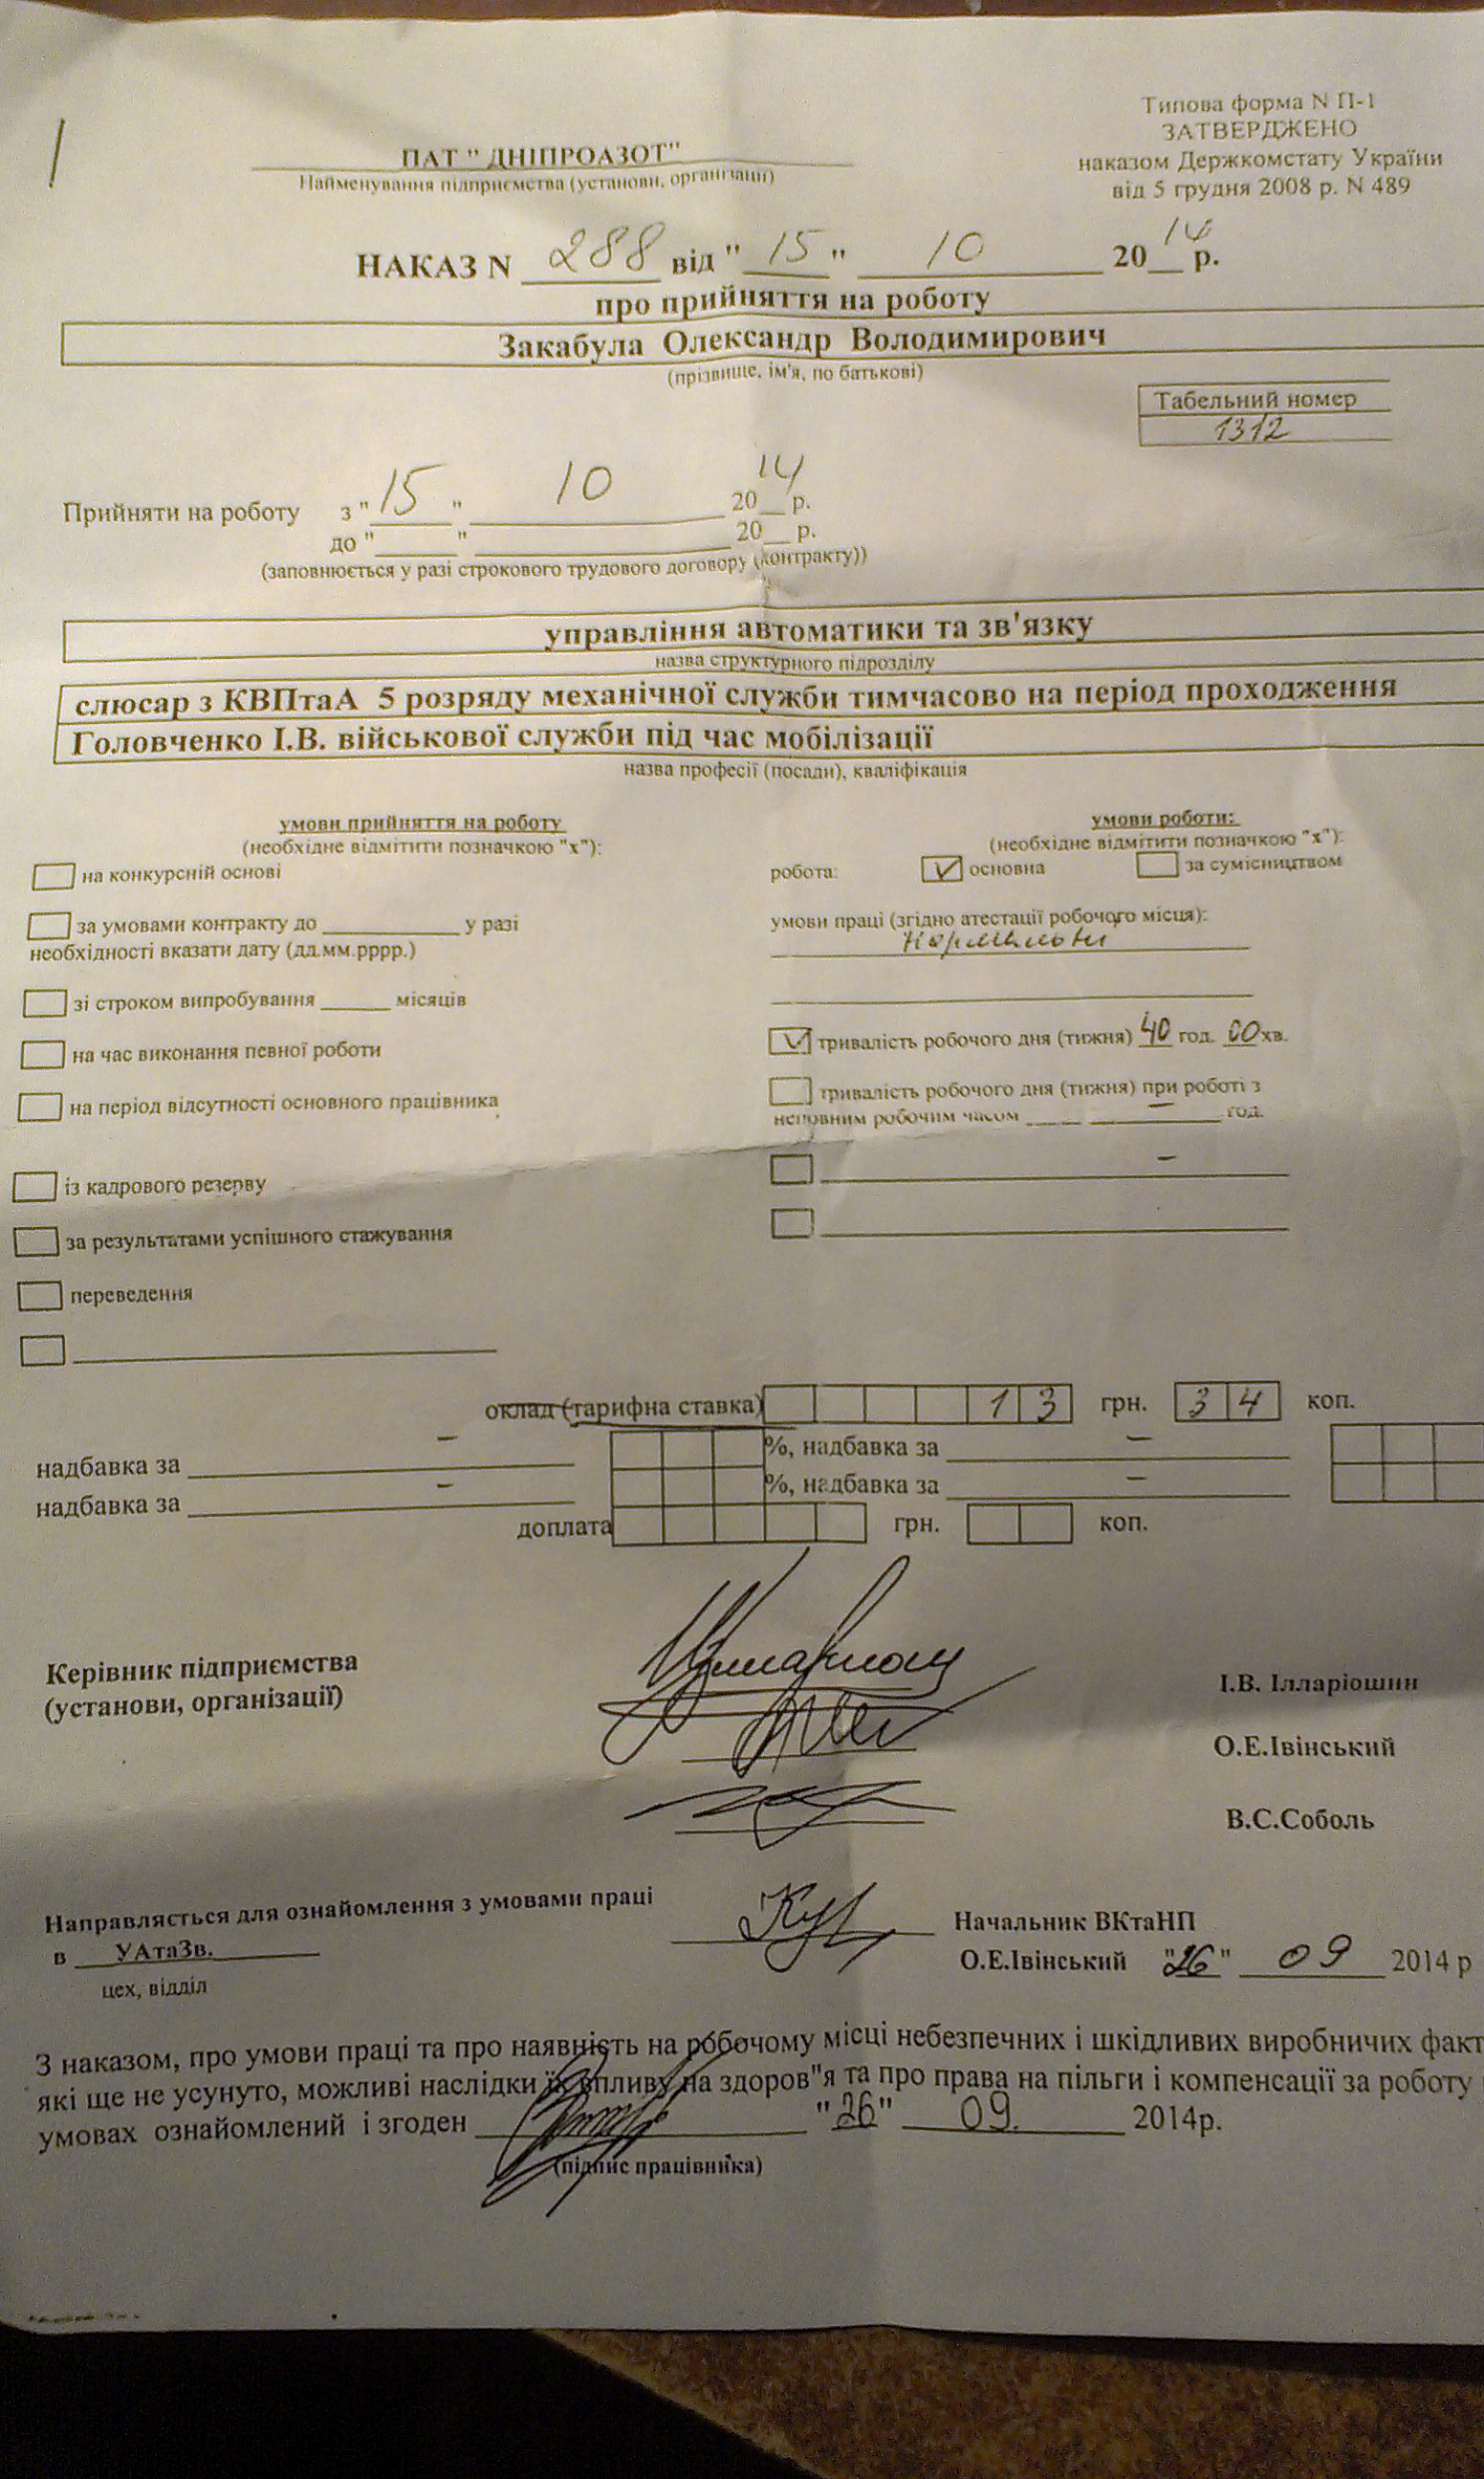 Типова форма N П-1
ЗАТВЕРДЖЕНО
наказом Держкомстату України
від 5 грудня 2008 р. N 489
ПАТ " ДНІПРОАЗОТ"
Найменування підприємства (установи, організації)
НАКАЗ N 288 від " 15 " 10 2014 р.
про прийняття на роботу
Закабула Олександр Володимирович
(прізвище, ім'я, по батькові)
Табельний номер
1312
Прийняти на роботу з " 15 " 10 2014 р.
до "____" ____ 20__ р.
(заповнюється у разі строкового трудового договору (контракту))
управління автоматики та зв'язку
назва структурного підрозділу
слюсар з КВПтаА 5 розряду механічної служби тимчасово на період проходження
Головченко І.В. військової служби під час мобілізації
назва професії (посади), кваліфікація
умови прийняття на роботу
(необхідне відмітити позначкою "х"):
на конкурсній основі
за умовами контракту до ____ у разі
необхідності вказати дату (дд.мм.рррр.)
зі строком випробування ____ місяців
на час виконання певної роботи
на період відсутності основного працівника
із кадрового резерву
за результатами успішного стажування
переведення
умови роботи:
(необхідне відмітити позначкою "х"):
робота: V основна за сумісництвом
умови праці (згідно атестації робочого місця):
нормальні
V тривалість робочого дня (тижня) 40 год. 00 хв.
тривалість робочого дня (тижня) при роботі з
неповним робочим часом ____ – год.
–
оклад (тарифна ставка) 13 грн. 34 коп.
надбавка за – %, надбавка за –
надбавка за – %, надбавка за –
доплата грн. коп.
Керівник підприємства
(установи, організації)
І.В. Ілларіошин
О.Е.Івінський
В.С.Соболь
Направляється для ознайомлення з умовами праці
в УАтаЗв.
цех, відділ
Начальник ВКтаНП
О.Е.Івінський "26" 09 2014 р
З наказом, про умови праці та про наявність на робочому місці небезпечних і шкідливих виробничих факт
які ще не усунуто, можливі наслідки їх впливу на здоров"я та про права на пільги і компенсації за роботу
умовах ознайомлений і згоден "26" 09. 2014р.
(підпис працівника)